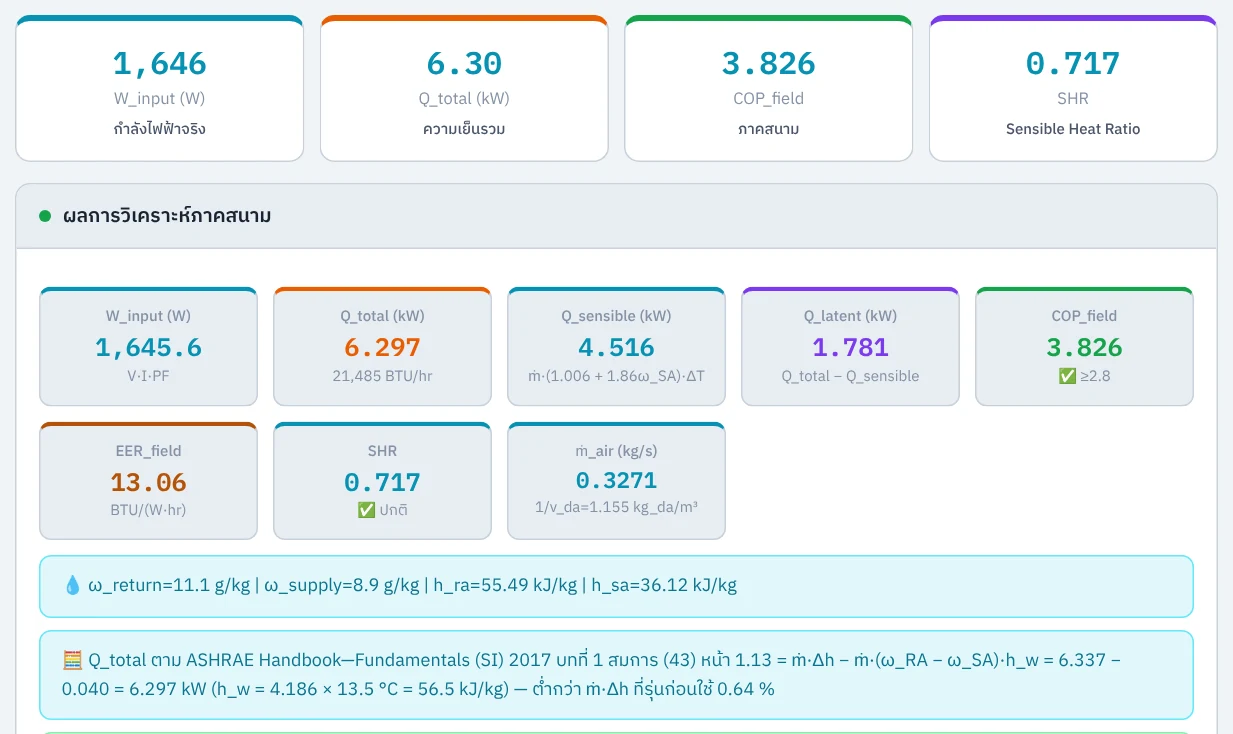 1,646
W_input (W)
กำลังไฟฟ้าจริง
6.30
Q_total (kW)
ความเย็นรวม
3.826
COP_field
ภาคสนาม
0.717
SHR
Sensible Heat Ratio
ผลการวิเคราะห์ภาคสนาม
W_input (W)
1,645.6
V·I·PF
Q_total (kW)
6.297
21,485 BTU/hr
Q_sensible (kW)
4.516
ṁ·(1.006 + 1.86ω_SA)·ΔT
Q_latent (kW)
1.781
Q_total − Q_sensible
COP_field
3.826
✅ ≥2.8
EER_field
13.06
BTU/(W·hr)
SHR
0.717
✅ ปกติ
ṁ_air (kg/s)
0.3271
1/v_da=1.155 kg_da/m³
💧 ω_return=11.1 g/kg | ω_supply=8.9 g/kg | h_ra=55.49 kJ/kg | h_sa=36.12 kJ/kg
🧮 Q_total ตาม ASHRAE Handbook—Fundamentals (SI) 2017 บทที่ 1 สมการ (43) หน้า 1.13 = ṁ·Δh − ṁ·(ω_RA − ω_SA)·h_w = 6.337 −
0.040 = 6.297 kW (h_w = 4.186 × 13.5 °C = 56.5 kJ/kg) — ต่ำกว่า ṁ·Δh ที่รุ่นก่อนใช้ 0.64 %